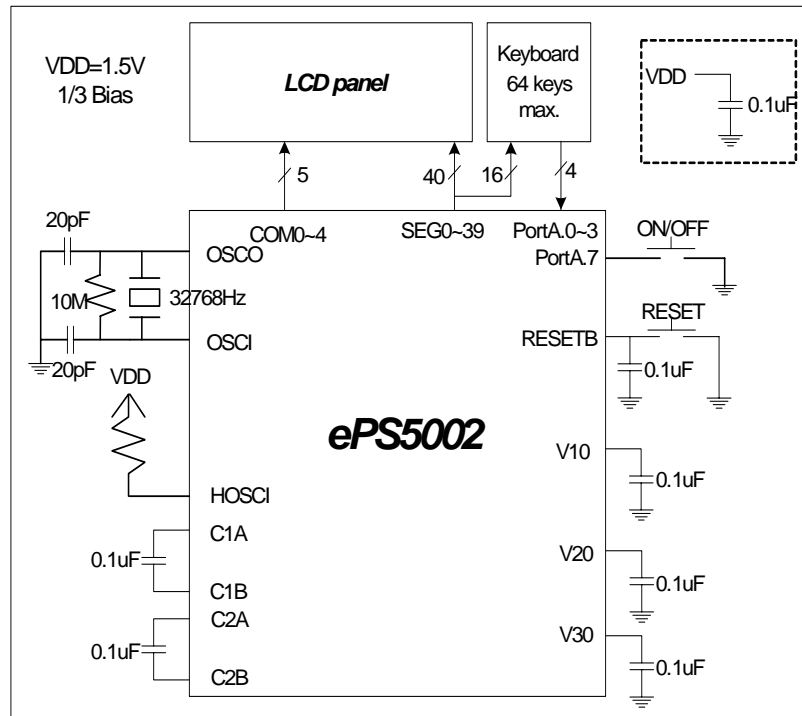 VDD=1.5V
1/3 Bias
LCD panel
Keyboard
64 keys
max.
VDD
0.1uF
5
40
16
4
20pF
COM0~4
SEG0~39
PortA.0~3
PortA.7
ON/OFF
OSCO
10M
32768Hz
OSCI
20pF
RESETB
RESET
0.1uF
VDD
ePS5002
HOSCI
V10
0.1uF
C1A
0.1uF
C1B
V20
0.1uF
C2A
0.1uF
C2B
V30
0.1uF